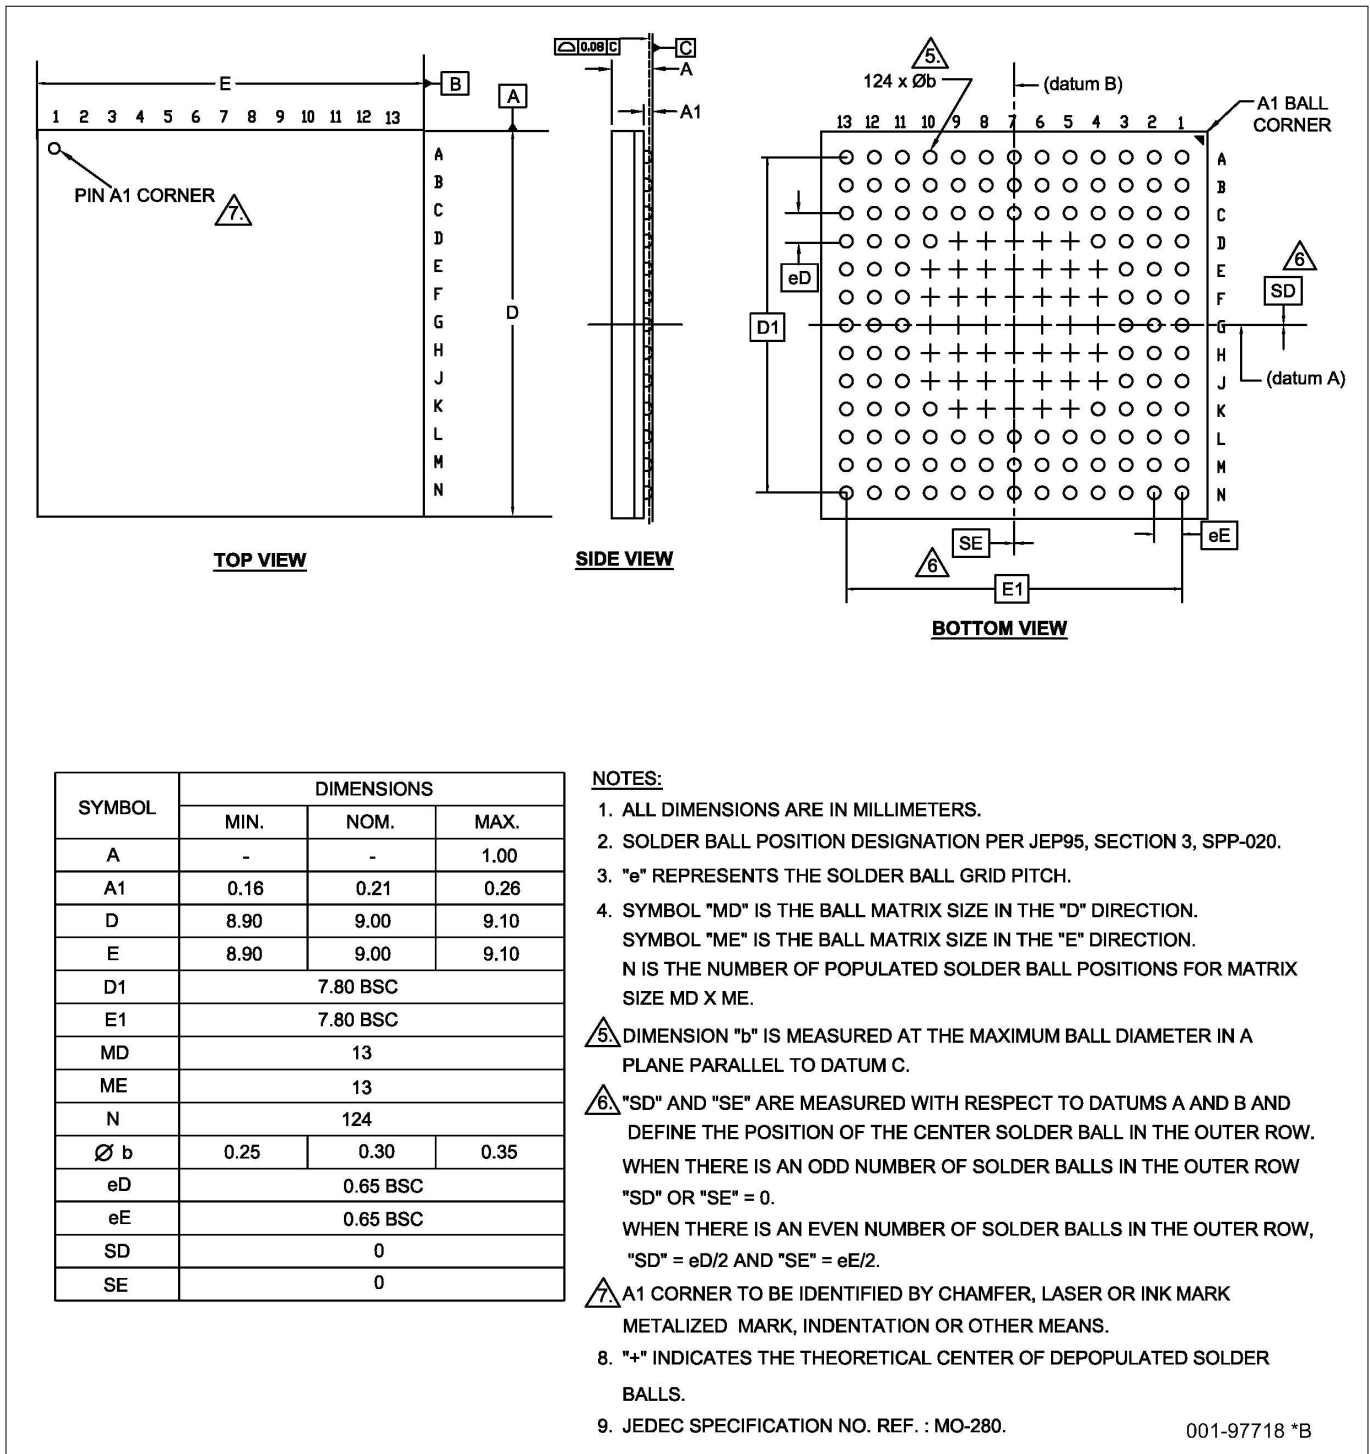 E
B
A
1 2 3 4 5 6 7 8 9 10 11 12 13
PIN A1 CORNER
7.
A
B
C
D
E
F
G
H
J
K
L
M
N
D
TOP VIEW
0.08 C
C
A
A1
SIDE VIEW
5.
124 x Øb
(datum B)
A1 BALL
CORNER
13 12 11 10 9 8 7 6 5 4 3 2 1
A
B
C
D
E
F
G
H
J
K
L
M
N
eD
D1
6
SD
(datum A)
SE
6
eE
E1
BOTTOM VIEW
SYMBOL DIMENSIONS
MIN. NOM. MAX.
A - - 1.00
A1 0.16 0.21 0.26
D 8.90 9.00 9.10
E 8.90 9.00 9.10
D1 7.80 BSC
E1 7.80 BSC
MD 13
ME 13
N 124
Ø b 0.25 0.30 0.35
eD 0.65 BSC
eE 0.65 BSC
SD 0
SE 0
NOTES:
1. ALL DIMENSIONS ARE IN MILLIMETERS.
2. SOLDER BALL POSITION DESIGNATION PER JEP95, SECTION 3, SPP-020.
3. "e" REPRESENTS THE SOLDER BALL GRID PITCH.
4. SYMBOL "MD" IS THE BALL MATRIX SIZE IN THE "D" DIRECTION.
SYMBOL "ME" IS THE BALL MATRIX SIZE IN THE "E" DIRECTION.
N IS THE NUMBER OF POPULATED SOLDER BALL POSITIONS FOR MATRIX
SIZE MD X ME.
5. DIMENSION "b" IS MEASURED AT THE MAXIMUM BALL DIAMETER IN A
PLANE PARALLEL TO DATUM C.
6. "SD" AND "SE" ARE MEASURED WITH RESPECT TO DATUMS A AND B AND
DEFINE THE POSITION OF THE CENTER SOLDER BALL IN THE OUTER ROW.
WHEN THERE IS AN ODD NUMBER OF SOLDER BALLS IN THE OUTER ROW
"SD" OR "SE" = 0.
WHEN THERE IS AN EVEN NUMBER OF SOLDER BALLS IN THE OUTER ROW,
"SD" = eD/2 AND "SE" = eE/2.
7. A1 CORNER TO BE IDENTIFIED BY CHAMFER, LASER OR INK MARK
METALIZED MARK, INDENTATION OR OTHER MEANS.
8. "+" INDICATES THE THEORETICAL CENTER OF DEPOPULATED SOLDER
BALLS.
9. JEDEC SPECIFICATION NO. REF. : MO-280.
001-97718 *B